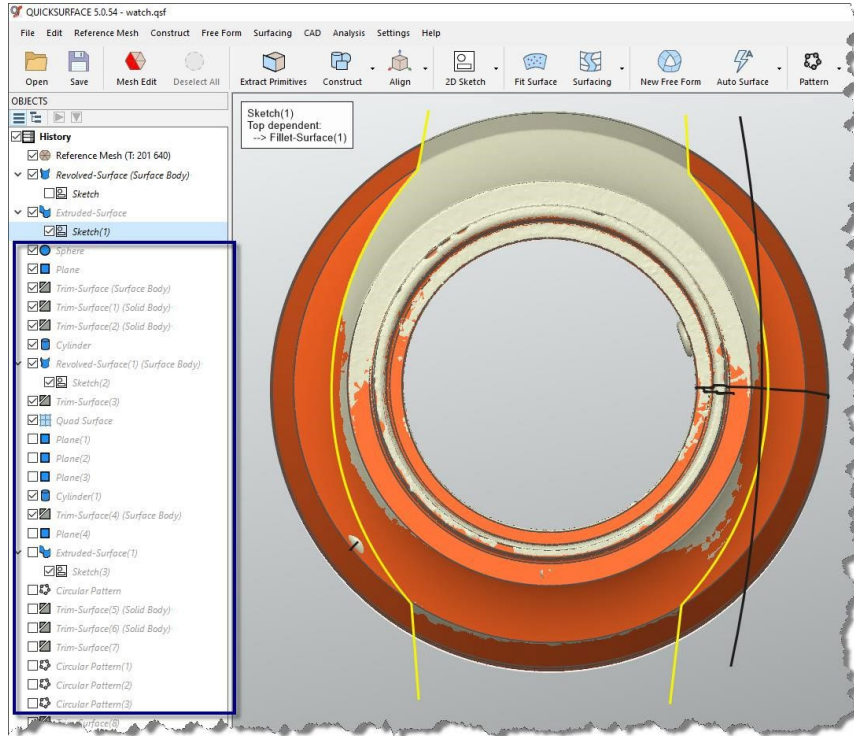 QUICKSURFACE 5.0.54 - watch.qsf
File Edit Reference Mesh Construct Free Form Surfacing CAD Analysis Settings Help
Open Save Mesh Edit Deselect All Extract Primitives Construct Align 2D Sketch Fit Surface Surfacing New Free Form Auto Surface Pattern
OBJECTS
History
Reference Mesh (T: 201 640)
Revolved-Surface (Surface Body)
Sketch
Extruded-Surface
Sketch(1)
Sphere
Plane
Trim-Surface (Surface Body)
Trim-Surface(1) (Solid Body)
Trim-Surface(2) (Solid Body)
Cylinder
Revolved-Surface(1) (Surface Body)
Sketch(2)
Trim-Surface(3)
Quad Surface
Plane(1)
Plane(2)
Plane(3)
Cylinder(1)
Trim-Surface(4) (Surface Body)
Plane(4)
Extruded-Surface(1)
Sketch(3)
Circular Pattern
Trim-Surface(5) (Solid Body)
Trim-Surface(6) (Solid Body)
Trim-Surface(7)
Circular Pattern(1)
Circular Pattern(2)
Circular Pattern(3)
Trim-Surface(8)
Sketch(1)
Top dependent:
--> Fillet-Surface(1)